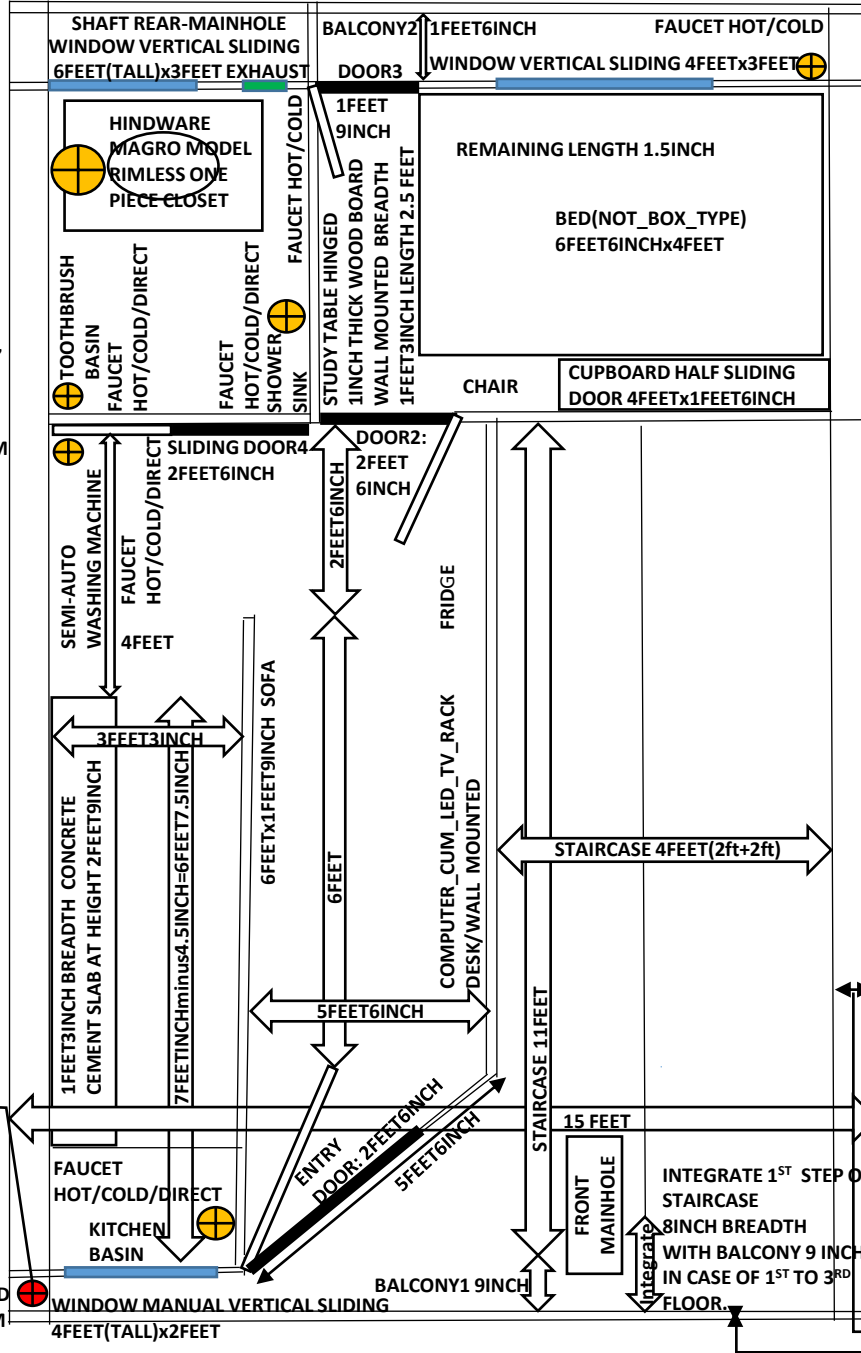 SHAFT REAR-MAINHOLE
WINDOW VERTICAL SLIDING
6FEET(TALL)x3FEET EXHAUST
BALCONY2
1FEET6INCH
FAUCET HOT/COLD
DOOR3
WINDOW VERTICAL SLIDING 4FEETx3FEET
1FEET
9INCH
HINDWARE
MAGRO MODEL
RIMLESS ONE
PIECE CLOSET
FAUCET HOT/COLD
REMAINING LENGTH 1.5INCH
BED(NOT_BOX_TYPE)
6FEET6INCHx4FEET
STUDY TABLE HINGED
1INCH THICK WOOD BOARD
WALL MOUNTED BREADTH
1FEET3INCH LENGTH 2.5 FEET
TOOTHBRUSH
BASIN
FAUCET
HOT/COLD/DIRECT
FAUCET
HOT/COLD/DIRECT
SHOWER
SINK
CHAIR
CUPBOARD HALF SLIDING
DOOR 4FEETx1FEET6INCH
M
SLIDING DOOR4
2FEET6INCH
DOOR2:
2FEET
6INCH
2FEET6INCH
SEMI-AUTO
WASHING MACHINE
FAUCET
HOT/COLD/DIRECT
4FEET
FRIDGE
3FEET3INCH
6FEETx1FEET9INCH SOFA
COMPUTER_CUM_LED_TV_RACK
DESK/WALL MOUNTED
1FEET3INCH BREADTH CONCRETE
CEMENT SLAB AT HEIGHT 2FEET9INCH
7FEETINCHminus4.5INCH=6FEET7.5INCH
6FEET
STAIRCASE 4FEET(2ft+2ft)
5FEET6INCH
STAIRCASE 11FEET
15 FEET
ENTRY
DOOR: 2FEET6INCH
5FEET6INCH
FRONT
MAINHOLE
FAUCET
HOT/COLD/DIRECT
KITCHEN
BASIN
INTEGRATE 1ST STEP O
STAIRCASE
8INCH BREADTH
WITH BALCONY 9 INCH
IN CASE OF 1ST TO 3RD
FLOOR.
Integrate
BALCONY1 9INCH
D
M
WINDOW MANUAL VERTICAL SLIDING
4FEET(TALL)x2FEET